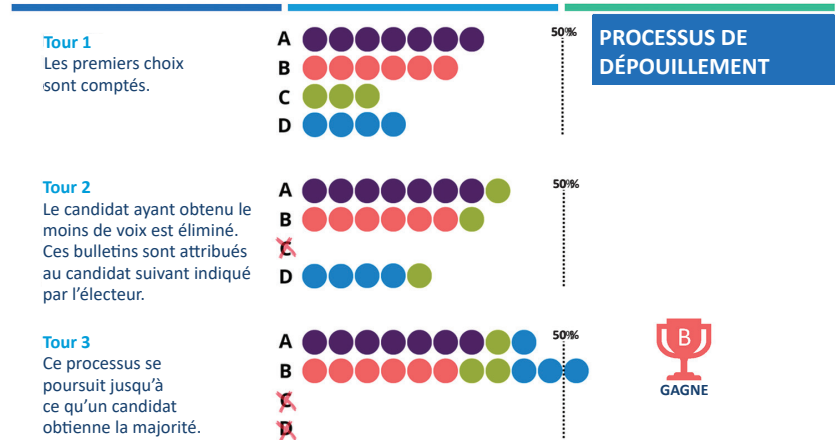 PROCESSUS DE
DÉPOUILLEMENT
Tour 1
Les premiers choix
sont comptés.
A
B
C
D
50%
Tour 2
Le candidat ayant obtenu le
moins de voix est éliminé.
Ces bulletins sont attribués
au candidat suivant indiqué
par l'électeur.
A
B
C
D
50%
Tour 3
Ce processus se
poursuit jusqu'à
ce qu'un candidat
obtienne la majorité.
A
B
C
D
50%
B
GAGNE